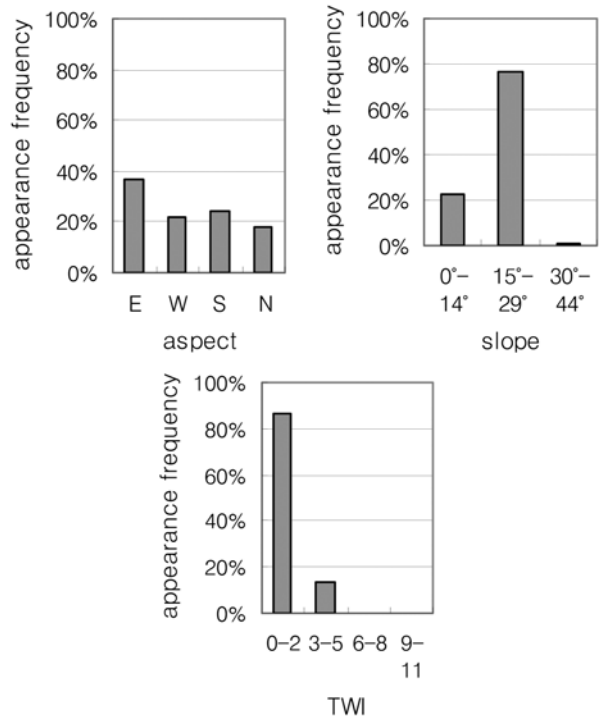 appearance frequency
100%
80%
60%
40%
20%
0%
E W S N
aspect
appearance frequency
100%
80%
60%
40%
20%
0%
0°– 15°– 30°–
14° 29° 44°
slope
appearance frequency
100%
80%
60%
40%
20%
0%
0–2 3–5 6–8 9–
11
TWI